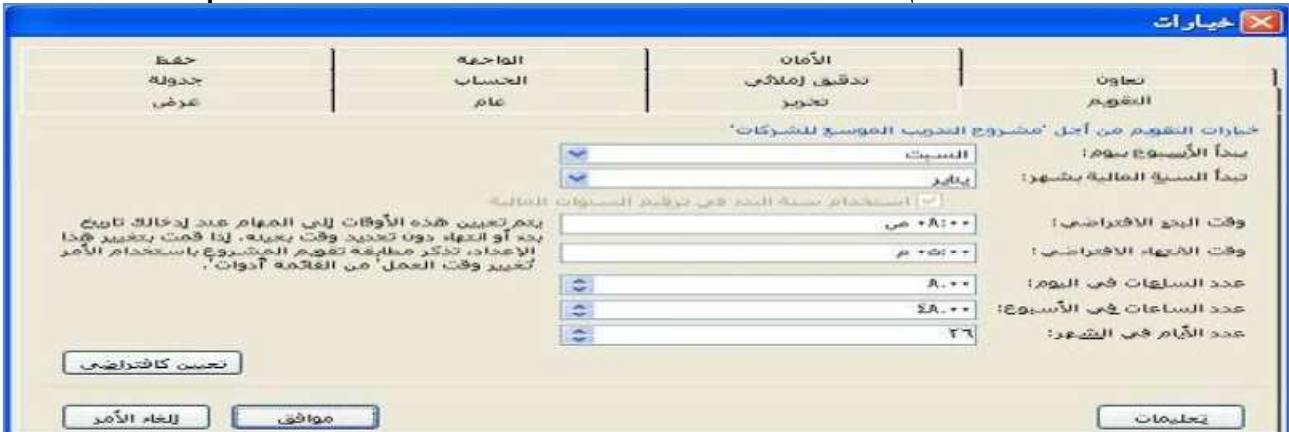 خيارات
الأمان الواجهة حفظ
تعاون تدقيق إملائي الحساب جدولة
التقويم تحرير عام عرض
خيارات التقويم من أجل 'مشروع التدريب الموسع للشركات'
يبدأ الأسبوع بيوم: السبت
تبدأ السنة المالية بشهر: يناير
استخدام سنة البدء في ترقيم السنوات المالية
وقت البدء الافتراضي: ٠٨:٠٠ ص
وقت الانتهاء الافتراضي: ٠٥:٠٠ م
يتم تعيين هذه الأوقات إلى المهام عند إدخالك تاريخ
بدء أو انتهاء دون تحديد وقت بعينه. إذا قمت بتغيير هذا
الإعداد، تذكر مطابقة تقويم المشروع باستخدام الأمر
'تغيير وقت العمل' من القائمة 'أدوات'.
عدد الساعات في اليوم: ٨.٠٠
عدد الساعات في الأسبوع: ٤٨.٠٠
عدد الأيام في الشهر: ٢٦
تعيين كافتراضي
تعليمات موافق إلغاء الأمر